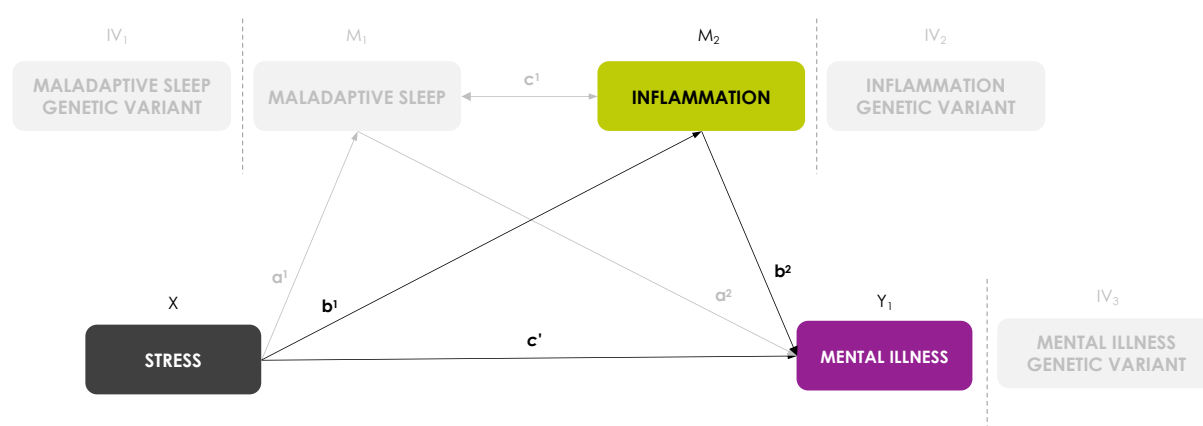 IV₁
M₁
M₂
IV₂
MALADAPTIVE SLEEP
GENETIC VARIANT
MALADAPTIVE SLEEP
c¹
INFLAMMATION
INFLAMMATION
GENETIC VARIANT
a¹
b¹
a²
b²
X
Y₁
IV₃
STRESS
c'
MENTAL ILLNESS
MENTAL ILLNESS
GENETIC VARIANT